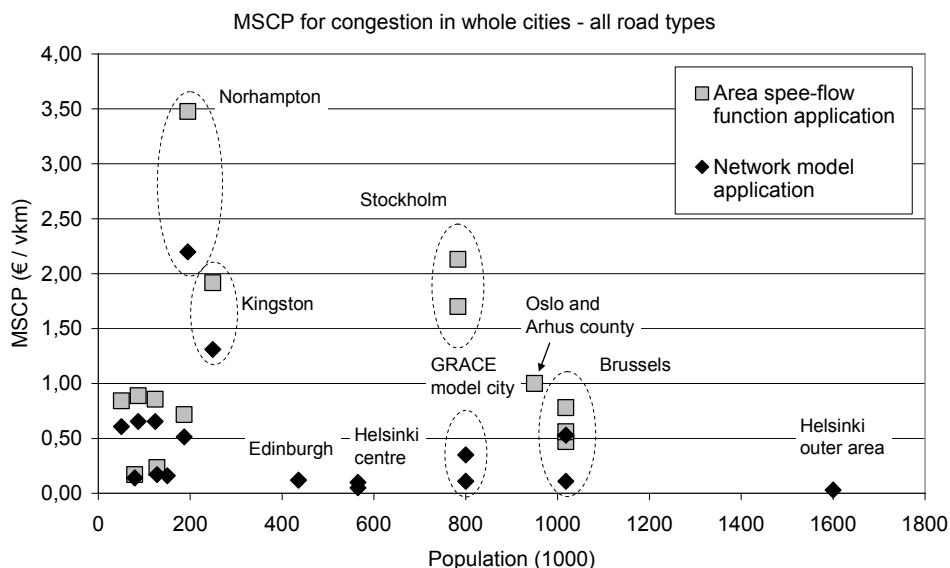 MSCP for congestion in whole cities - all road types
4,00
3,50
3,00
2,50
2,00
1,50
1,00
0,50
0,00
MSCP (€ / vkm)
Norhampton
Kingston
Stockholm
Oslo and
Arhus county
GRACE
model city
Brussels
Edinburgh
Helsinki
centre
Helsinki
outer area
Area spee-flow
function application
Network model
application
0
200
400
600
800
1000
1200
1400
1600
1800
Population (1000)